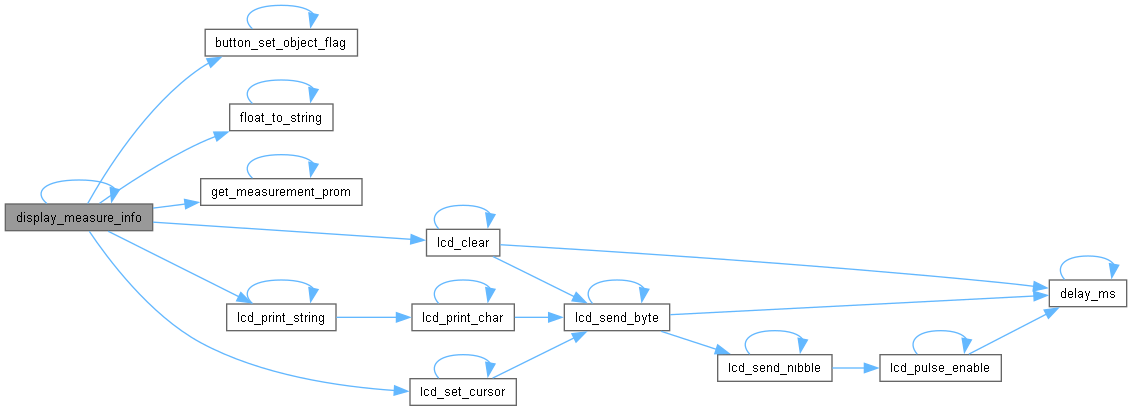 button_set_object_flag
float_to_string
get_measurement_prom
display_measure_info
lcd_clear
delay_ms
lcd_print_string
lcd_print_char
lcd_send_byte
lcd_send_nibble
lcd_pulse_enable
lcd_set_cursor